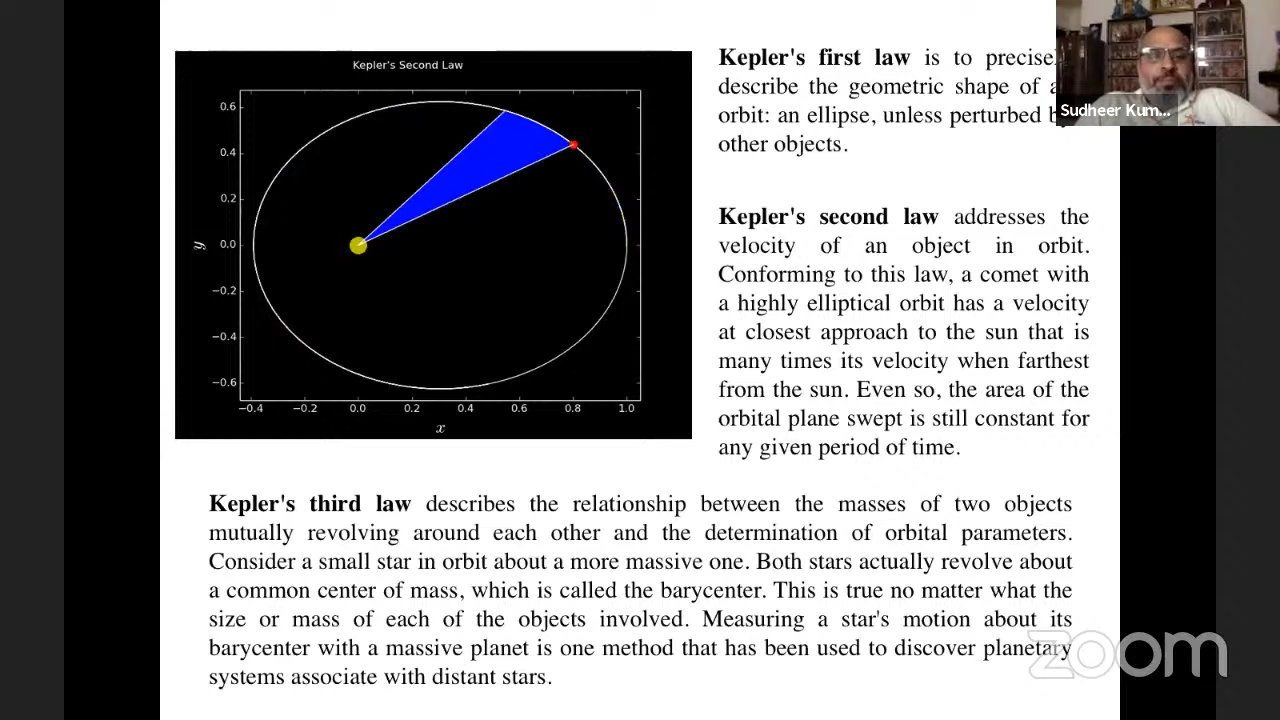 Kepler's Second Law
0.6
0.4
0.2
0.0
−0.2
−0.4
−0.6
y
−0.4 −0.2 0.0 0.2 0.4 0.6 0.8 1.0
x
Kepler's first law is to
describe the geometric shape of
orbit: an ellipse, unless perturbed
other objects.
Kepler's second law addresses the
velocity of an object in orbit.
Conforming to this law, a comet with
a highly elliptical orbit has a velocity
at closest approach to the sun that is
many times its velocity when farthest
from the sun. Even so, the area of the
orbital plane swept is still constant for
any given period of time.
Sudheer Kum...
Kepler's third law describes the relationship between the masses of two objects
mutually revolving around each other and the determination of orbital parameters.
Consider a small star in orbit about a more massive one. Both stars actually revolve about
a common center of mass, which is called the barycenter. This is true no matter what the
size or mass of each of the objects involved. Measuring a star's motion about its
barycenter with a massive planet is one method that has been used to discover planetary
systems associate with distant stars.
zoom